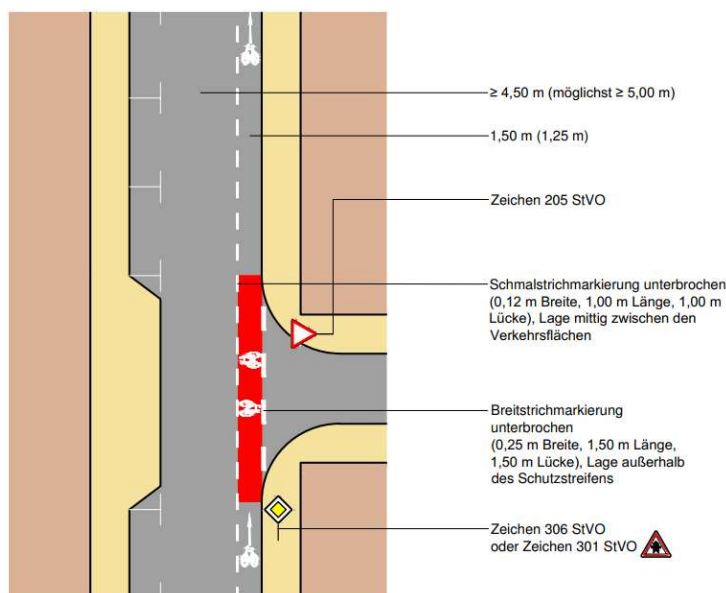 ≥ 4,50 m (möglichst ≥ 5,00 m)
1,50 m (1,25 m)
Zeichen 205 StVO
Schmalstrichmarkierung unterbrochen
(0,12 m Breite, 1,00 m Länge, 1,00 m
Lücke), Lage mittig zwischen den
Verkehrsflächen
Breitstrichmarkierung
unterbrochen
(0,25 m Breite, 1,50 m Länge,
1,50 m Lücke), Lage außerhalb
des Schutzstreifens
Zeichen 306 StVO
oder Zeichen 301 StVO